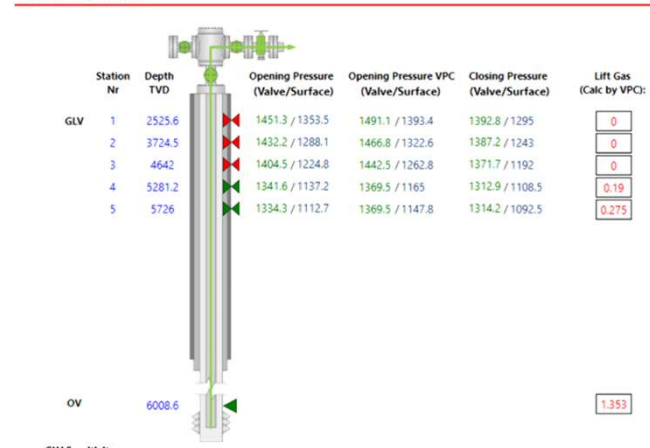 Station Nr Depth TVD Opening Pressure (Valve/Surface) Opening Pressure VPC (Valve/Surface) Closing Pressure (Valve/Surface) Lift Gas (Calc by VPC):
GLV 1 2525.6 1451.3 / 1353.5 1491.1 / 1393.4 1392.8 / 1295 0
2 3724.5 1432.2 / 1288.1 1466.8 / 1322.6 1387.2 / 1243 0
3 4642 1404.5 / 1224.8 1442.5 / 1262.8 1371.7 / 1192 0
4 5281.2 1341.6 / 1137.2 1369.5 / 1165 1312.9 / 1108.5 0.19
5 5726 1334.3 / 1112.7 1369.5 / 1147.8 1314.2 / 1092.5 0.275
OV 6008.6 1.353